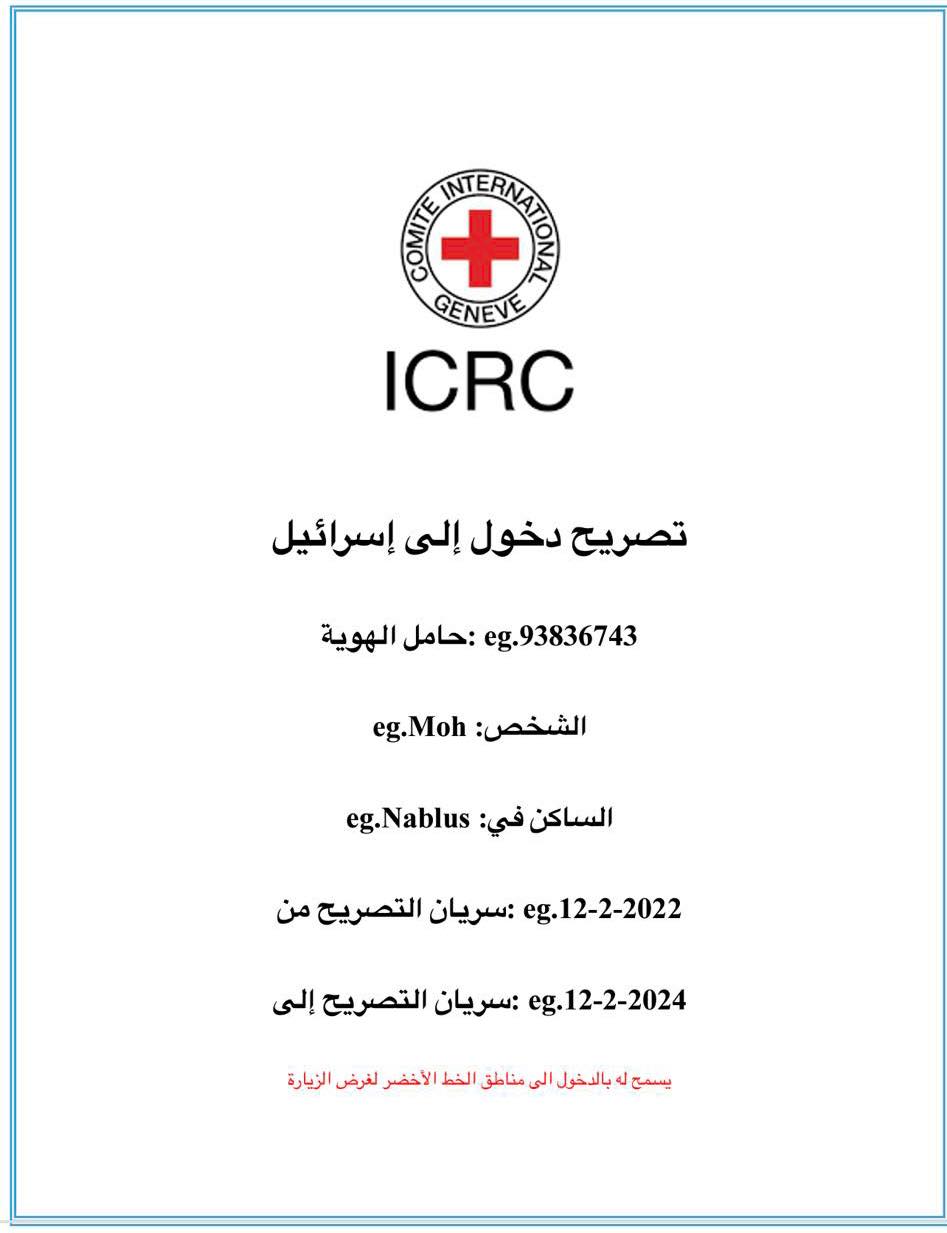 COMITE INTERNATIONAL GENEVE
ICRC
تصريح دخول إلى إسرائيل
حامل الهوية: eg.93836743
الشخص: eg.Moh
الساكن في: eg.Nablus
سريان التصريح من: eg.12-2-2022
سريان التصريح إلى: eg.12-2-2024
يسمح له بالدخول الى مناطق الخط الأخضر لغرض الزيارة